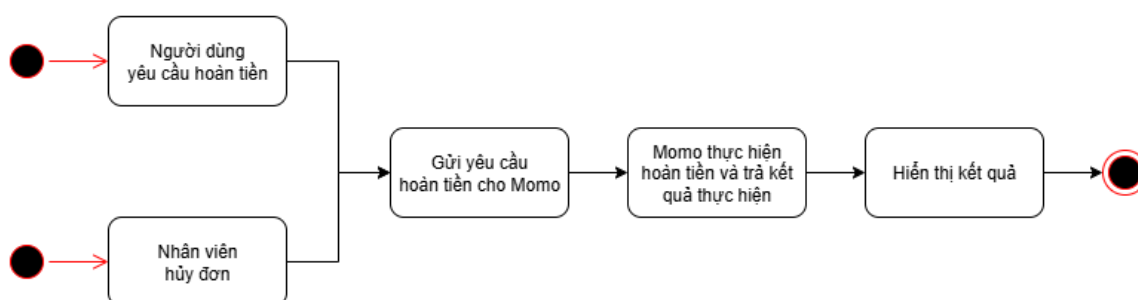 Người dùng
yêu cầu hoàn tiền
Gửi yêu cầu
hoàn tiền cho Momo
Momo thực hiện
hoàn tiền và trả kết
quả thực hiện
Hiển thị kết quả
Nhân viên
hủy đơn